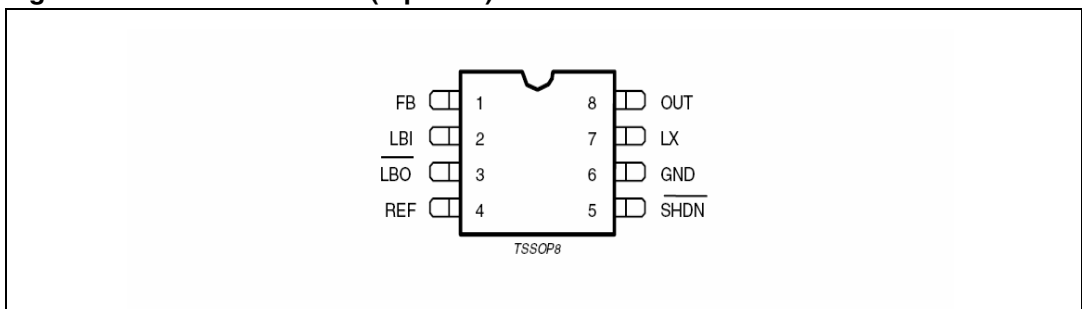 FB 1 8 OUT
LBI 2 7 LX
LBO 3 6 GND
REF 4 5 SHDN
TSSOP8